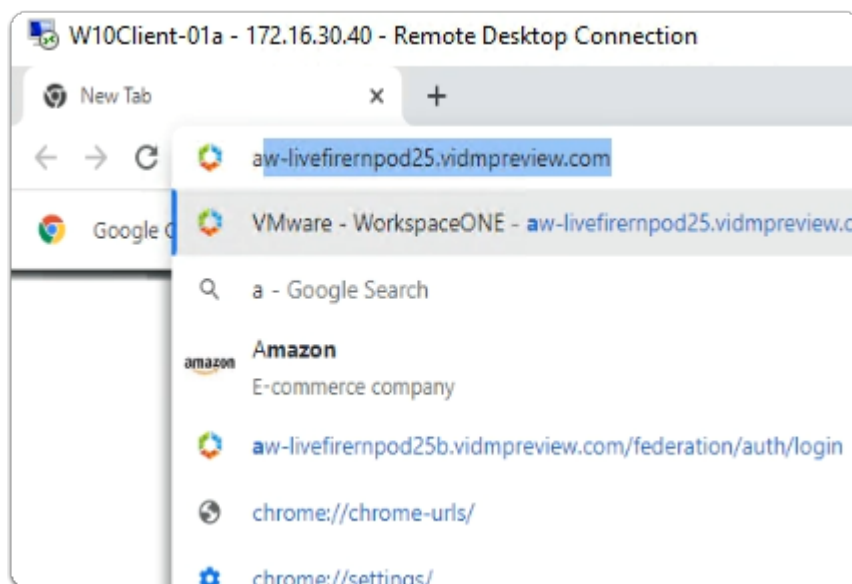 W10Client-01a - 172.16.30.40 - Remote Desktop Connection
New Tab
aw-livefirernpod25.vidmpreview.com
VMware - WorkspaceONE - aw-livefirernpod25.vidmpreview.c
Google C
a - Google Search
Amazon
amazon
E-commerce company
aw-livefirernpod25b.vidmpreview.com/federation/auth/login
chrome://chrome-urls/
chrome://settings/